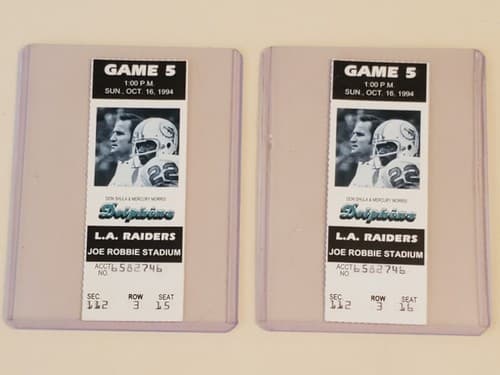 GAME 5
1:00 P.M.
SUN., OCT. 16, 1994
22
DON SHULA & MERCURY MORRIS
Dolphins
L.A. RAIDERS
JOE ROBBIE STADIUM
ACCT. 6582746
NO.
SEC. ROW SEAT
112 3 15
GAME 5
1:00 P.M.
SUN., OCT. 16, 1994
22
DON SHULA & MERCURY MORRIS
Dolphins
L.A. RAIDERS
JOE ROBBIE STADIUM
ACCT. 6582746
NO.
SEC. ROW SEAT
112 3 16